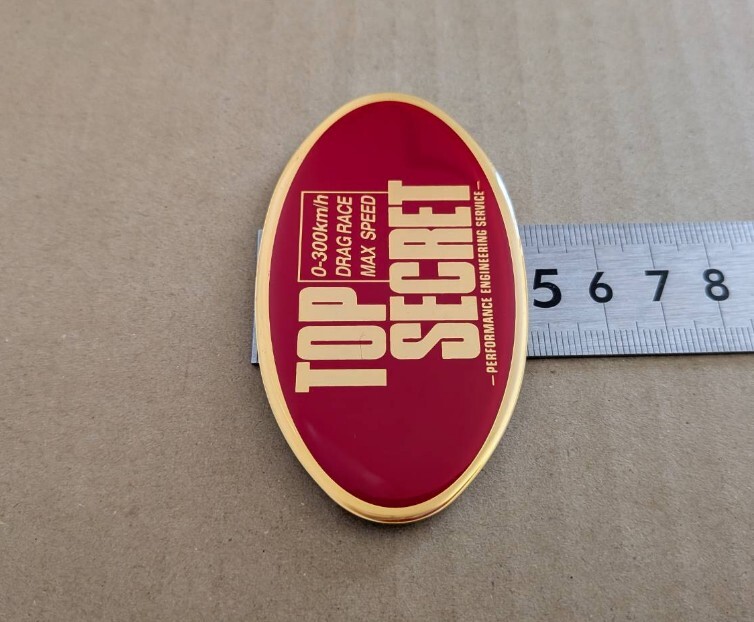 TOP
0-300km/h
DRAG RACE
MAX SPEED
SECRET
–PERFORMANCE ENGINEERING SERVICE–
5 6 7 8